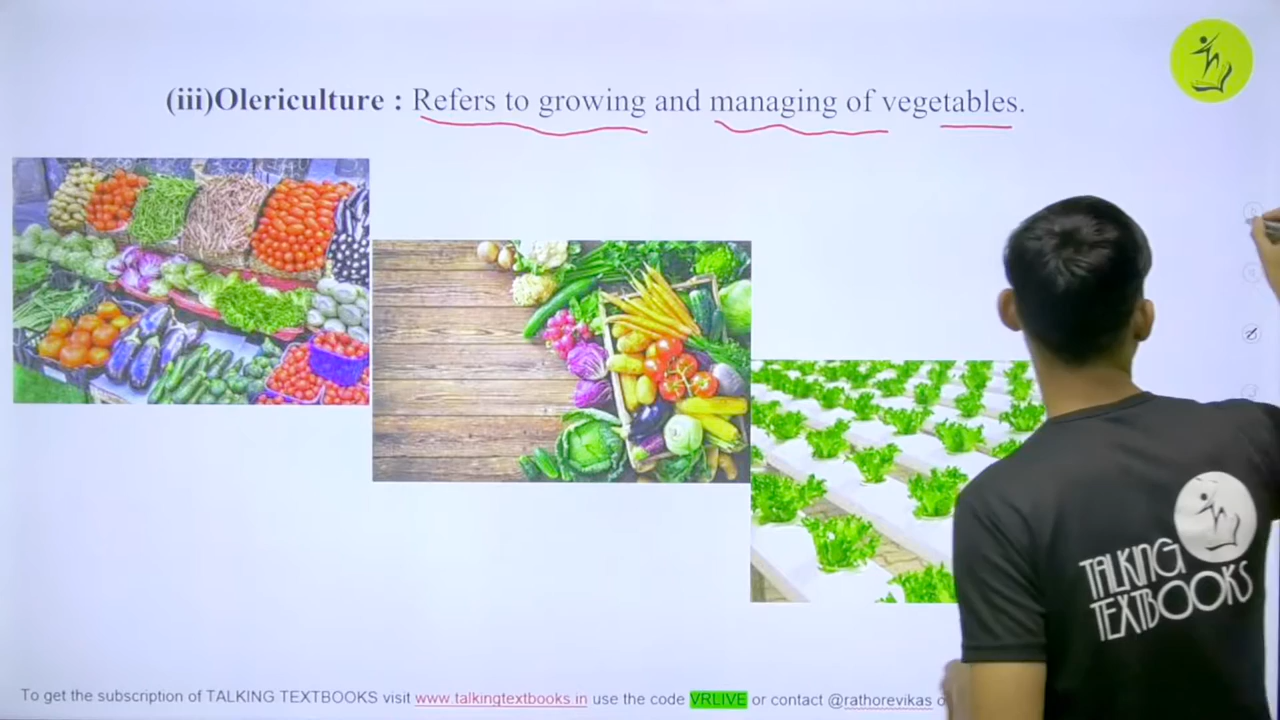 (iii)Olericulture : Refers to growing and managing of vegetables.
TALKING
TEXTBOOKS
To get the subscription of TALKING TEXTBOOKS visit www.talkingtextbooks.in use the code VRLIVE or contact @rathorevikas